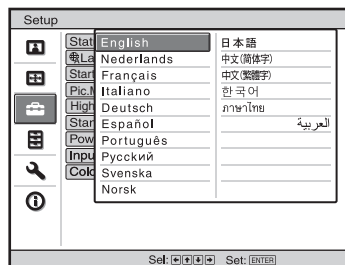 Setup
Stat
La
Start
Pic.M
High
Stan
Pow
Inpu
Colo
English
Nederlands
Français
Italiano
Deutsch
Español
Português
Русский
Svenska
Norsk
日本語
中文(简体字)
中文(繁體字)
한국어
ภาษาไทย
العربية
Sel: Set: ENTER